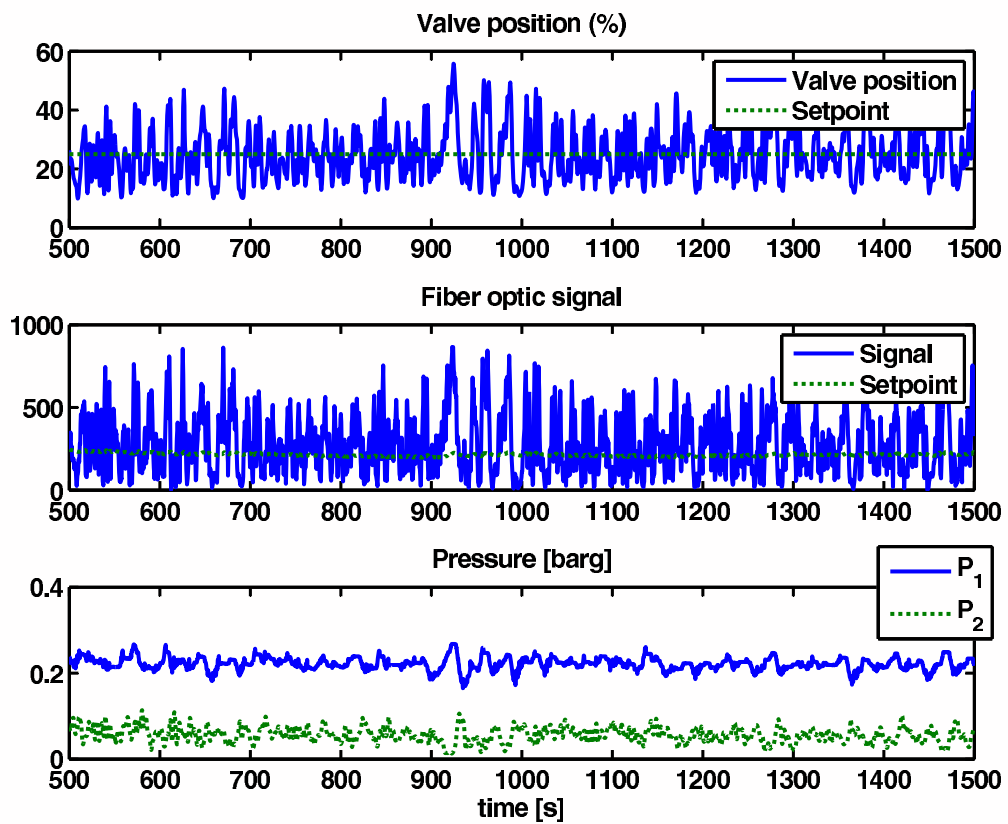 Valve position (%)
60
40
20
0
Valve position
Setpoint
500 600 700 800 900 1000 1100 1200 1300 1400 1500
Fiber optic signal
1000
500
0
Signal
Setpoint
500 600 700 800 900 1000 1100 1200 1300 1400 1500
Pressure [barg]
0.4
0.2
0
P1
P2
500 600 700 800 900 1000 1100 1200 1300 1400 1500
time [s]